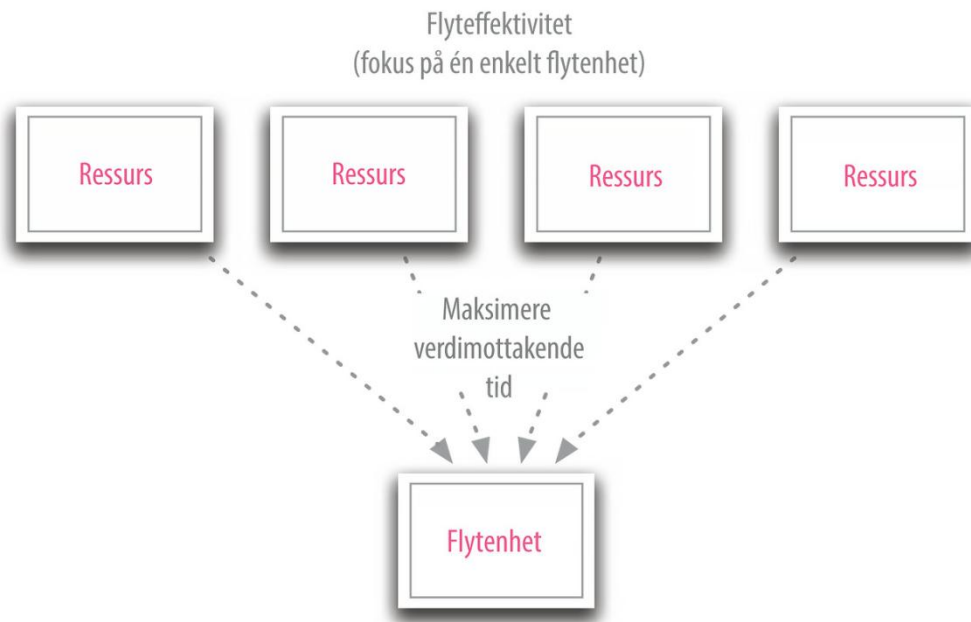 Flyteffektivitet
(fokus på én enkelt flytenhet)
Ressurs
Ressurs
Ressurs
Ressurs
Maksimere
verdimottakende
tid
Flytenhet